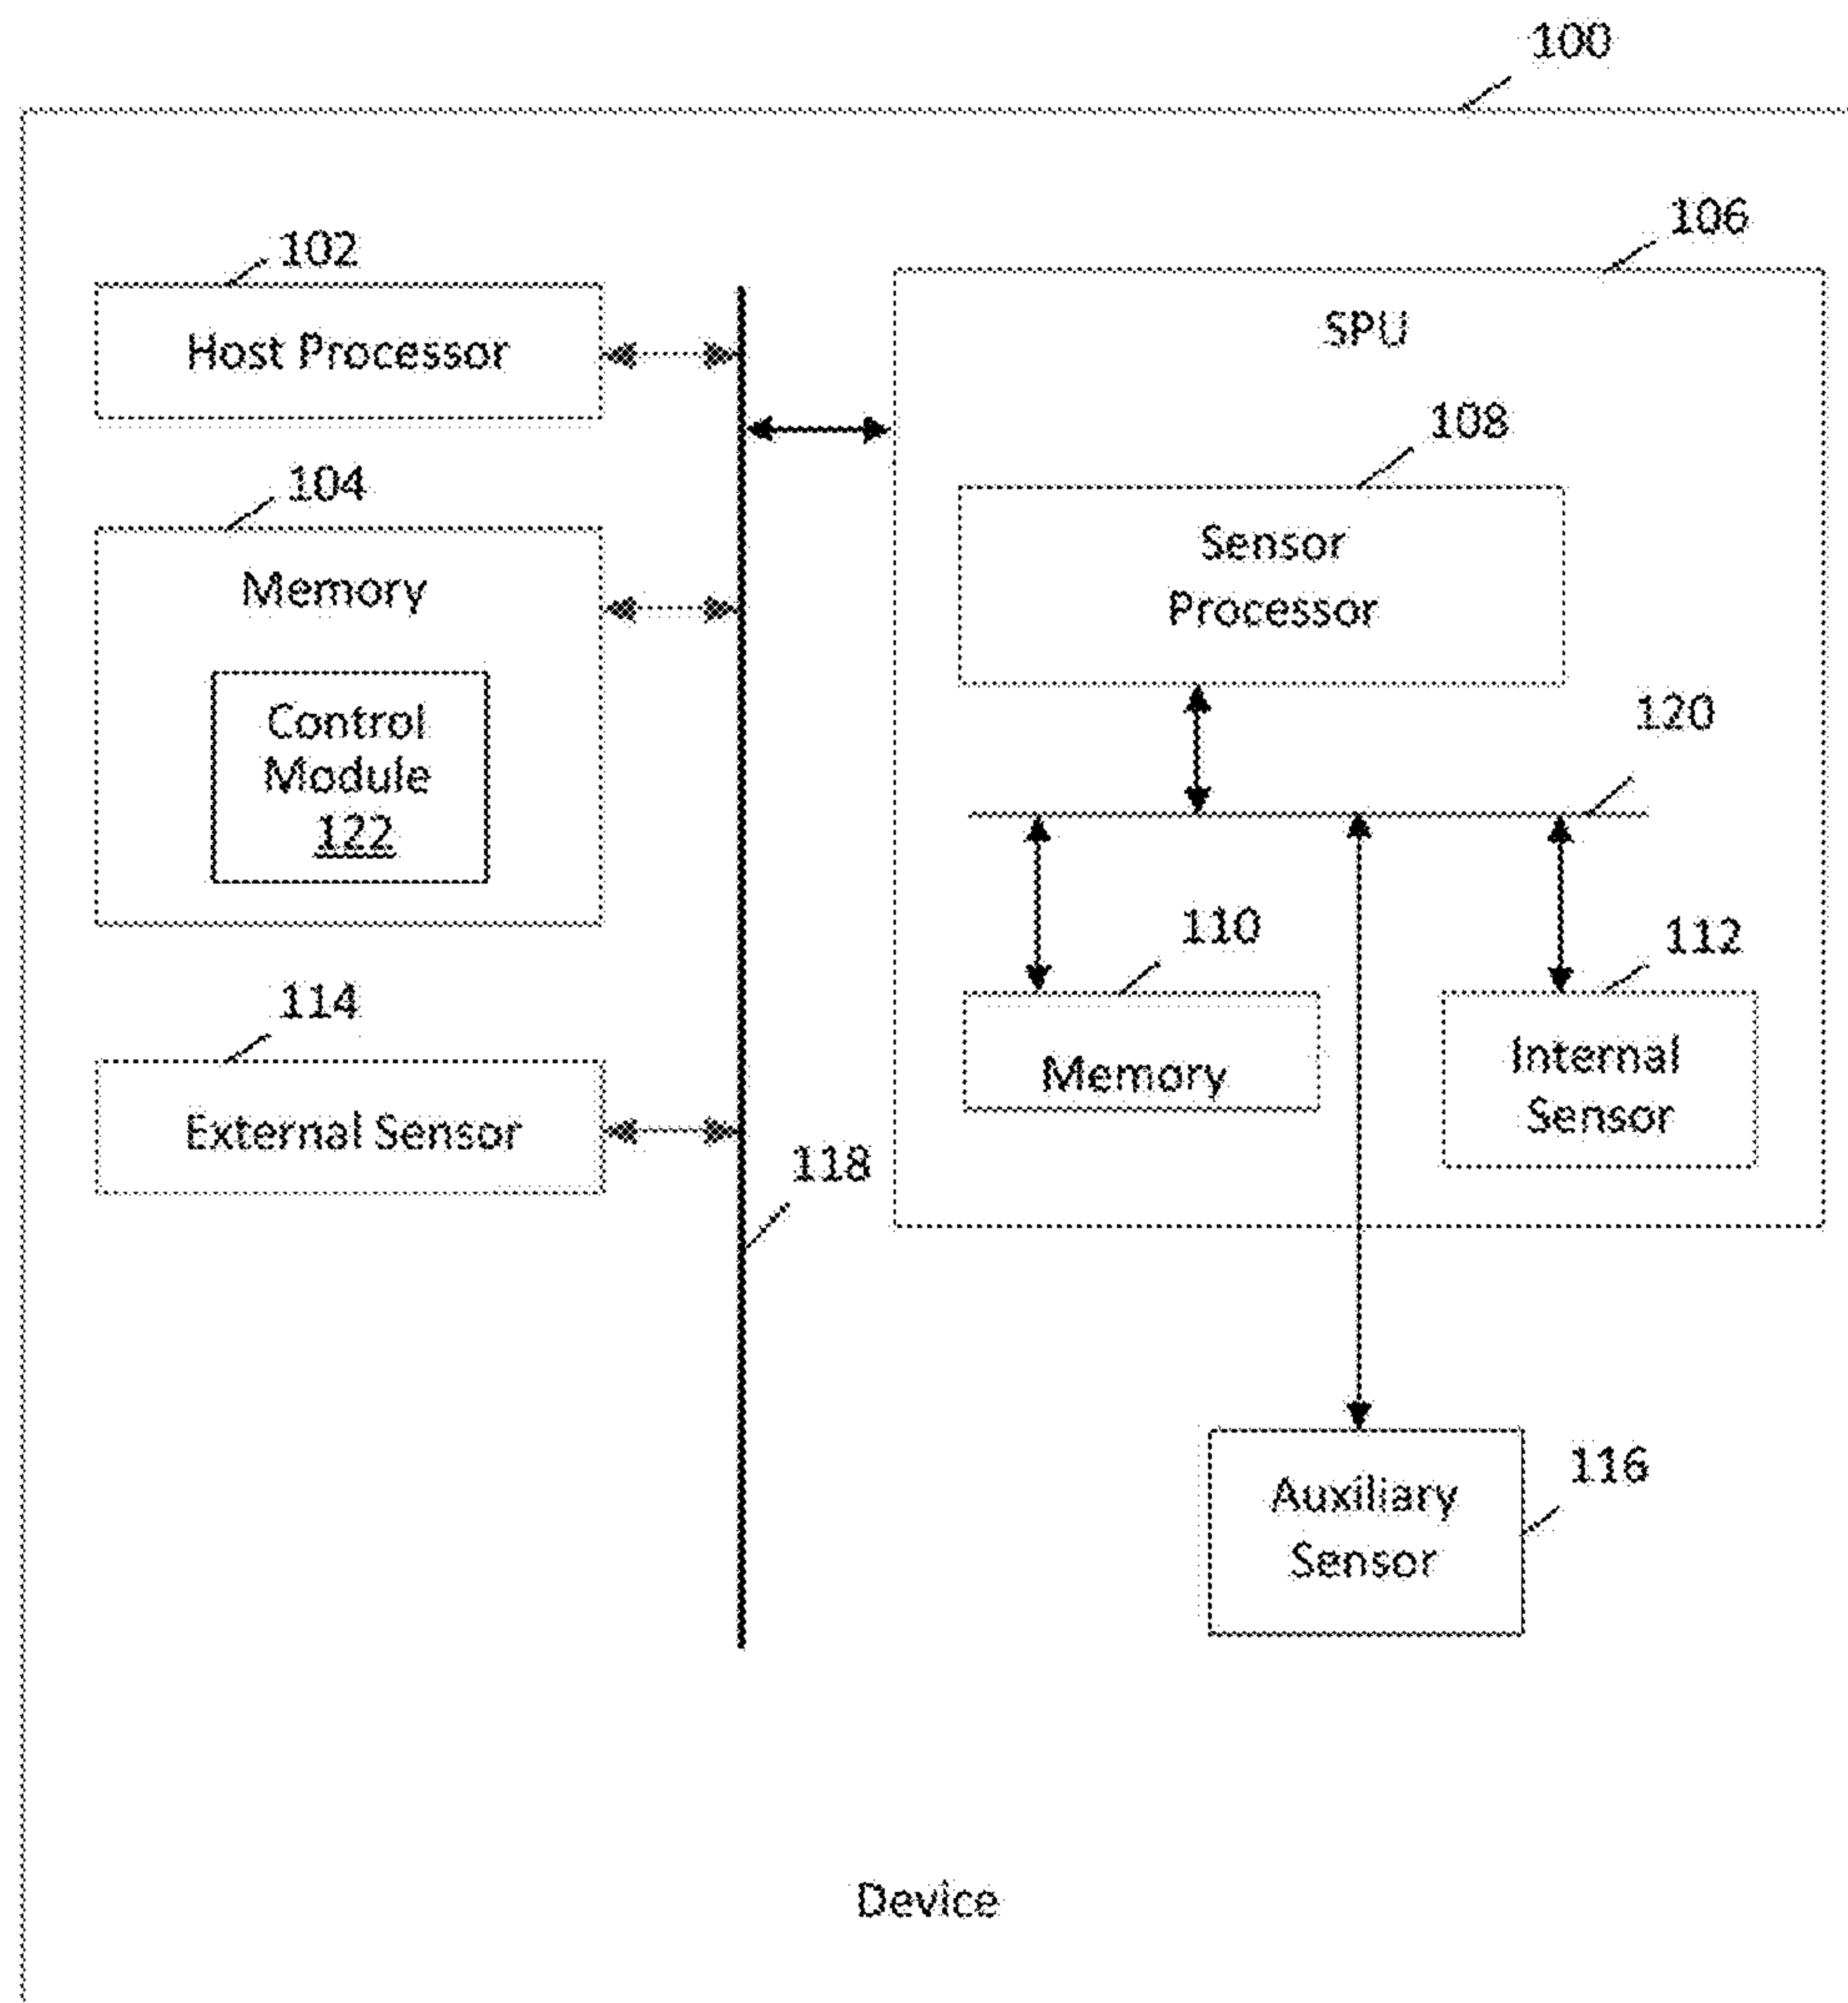 100
106
102
SPU
Host Processor
108
104
Sensor
Processor
Memory
Control
Module
122
120
110
112
114
Memory
Internal
Sensor
External Sensor
118
116
Auxiliary
Sensor
Device